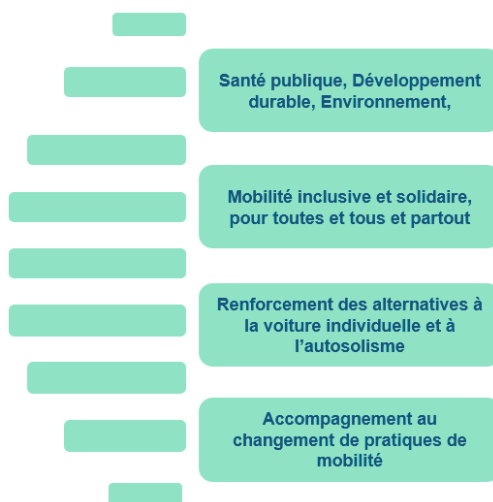 Santé publique, Développement
durable, Environnement,
Mobilité inclusive et solidaire,
pour toutes et tous et partout
Renforcement des alternatives à
la voiture individuelle et à
l’autosolisme
Accompagnement au
changement de pratiques de
mobilité